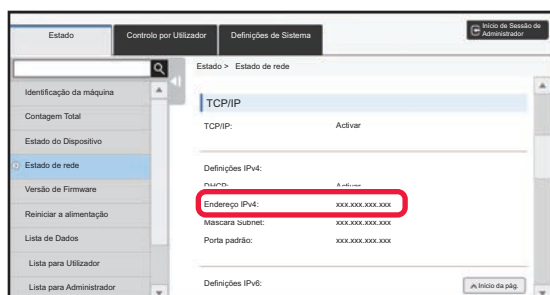 Estado
Controlo por Utilizador
Definições de Sistema
Início de Sessão de
Administrador
Estado > Estado de rede
Identificação da máquina
Contagem Total
Estado do Dispositivo
Estado de rede
Versão de Firmware
Reiniciar a alimentação
Lista de Dados
Lista para Utilizador
Lista para Administrador
TCP/IP
TCP/IP: Activar
Definições IPv4:
DHCP: Activar
Endereço IPv4: xxx.xxx.xxx.xxx
Máscara Subnet: xxx.xxx.xxx.xxx
Porta padrão: xxx.xxx.xxx.xxx
Definições IPv6:
Início da pág.